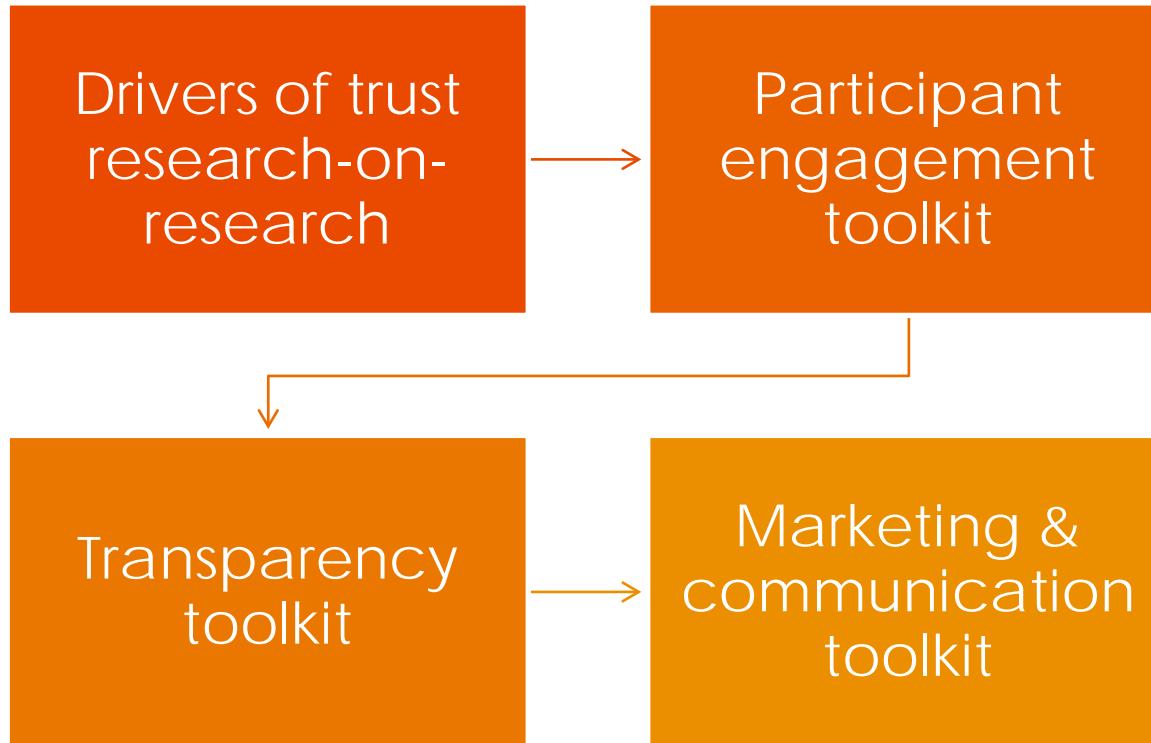 Drivers of trust
research-on-
research
Participant
engagement
toolkit
Transparency
toolkit
Marketing &
communication
toolkit